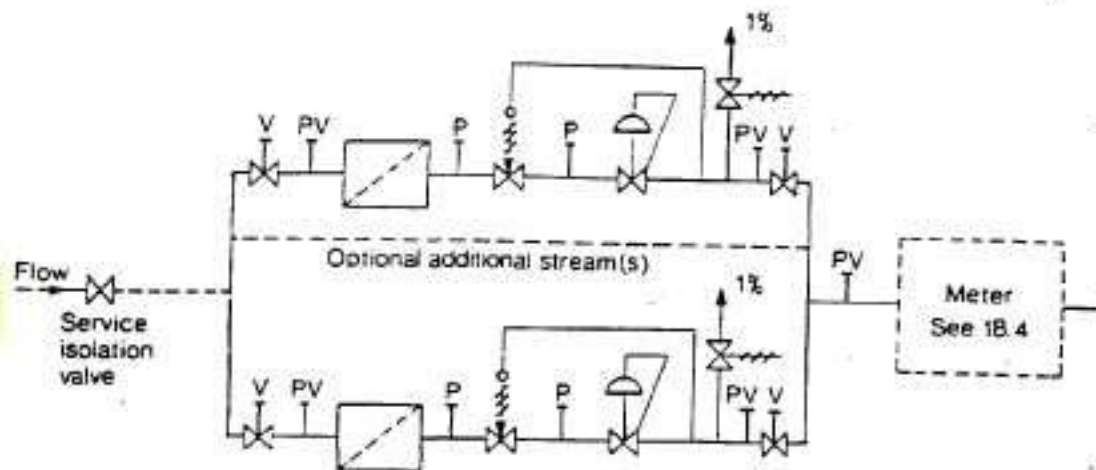 1%
V
PV
P
P
PV
V
Optional additional stream(s)
Flow
Service
isolation
valve
PV
Meter
See 18.4
1%
V
PV
P
P
PV
V